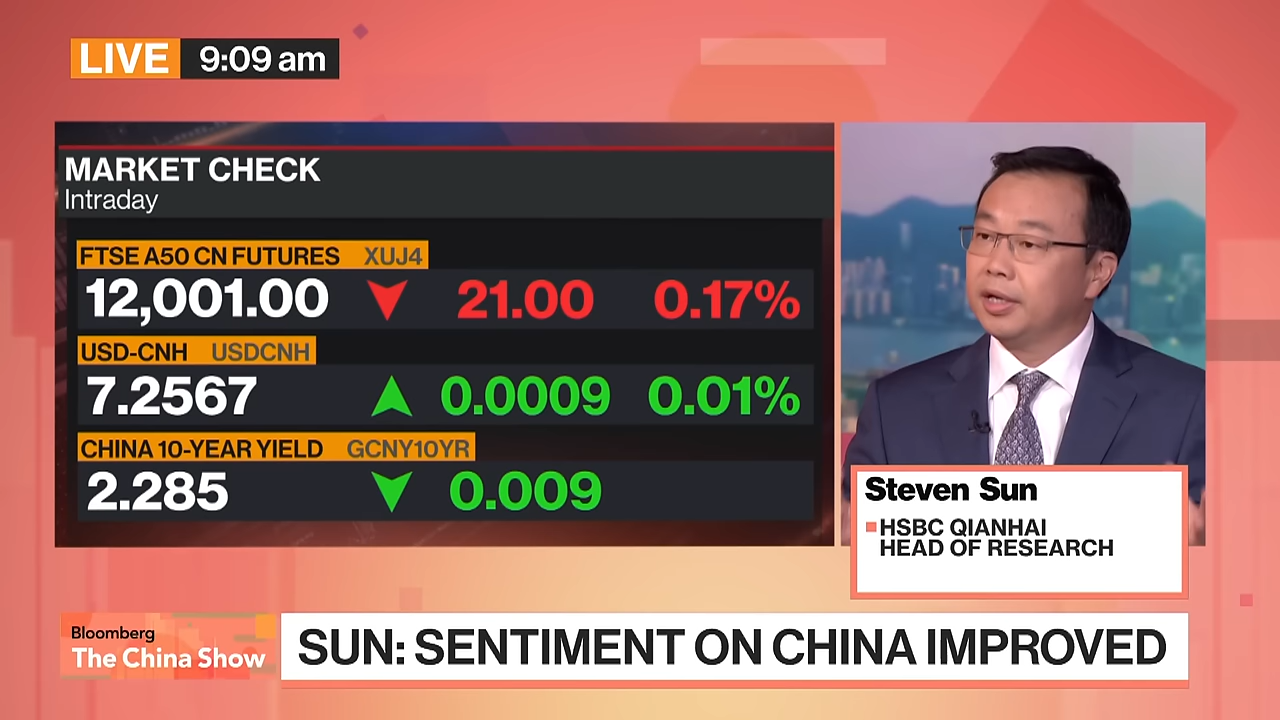 LIVE 9:09 am
MARKET CHECK
Intraday
FTSE A50 CN FUTURES XUJ4
12,001.00 ▼ 21.00 0.17%
USD-CNH USDCNH
7.2567 ▲ 0.0009 0.01%
CHINA 10-YEAR YIELD GCNY10YR
2.285 ▼ 0.009
Steven Sun
HSBC QIANHAI
HEAD OF RESEARCH
Bloomberg
The China Show
SUN: SENTIMENT ON CHINA IMPROVED